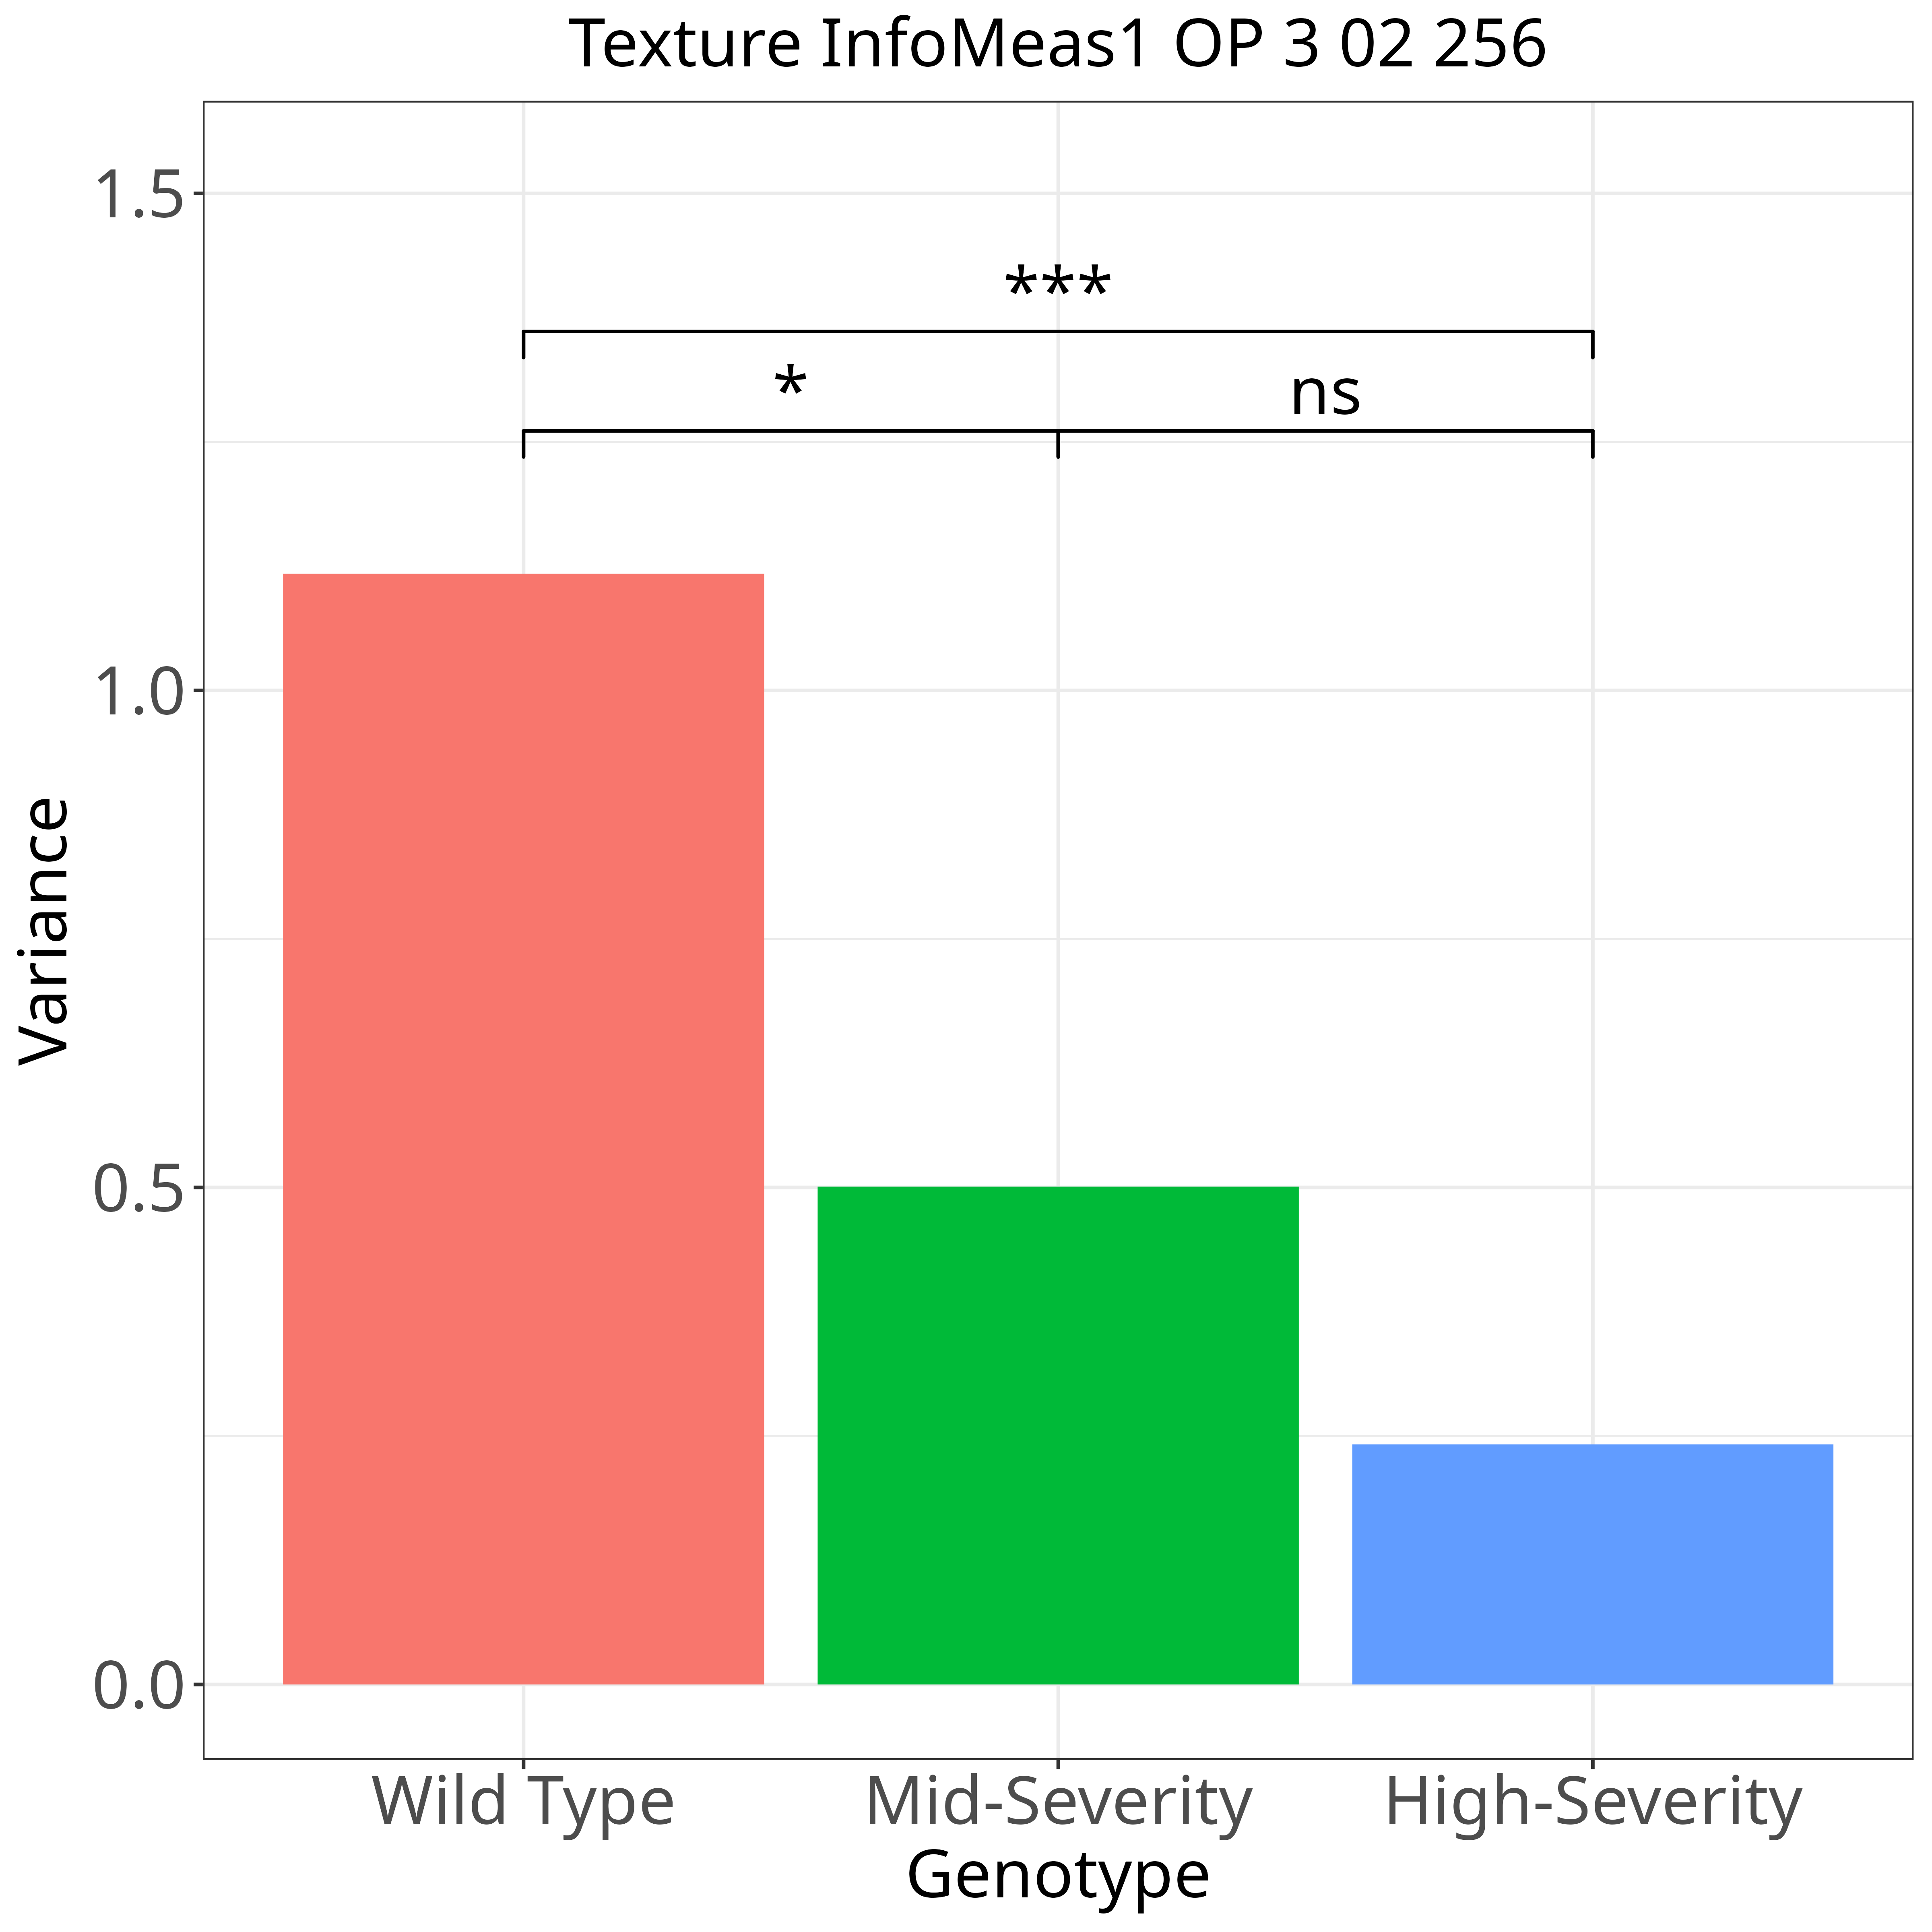 Texture InfoMeas1 OP 3 02 256
1.5
***
* ns
1.0
Variance
0.5
0.0
Wild Type Mid-Severity High-Severity
Genotype